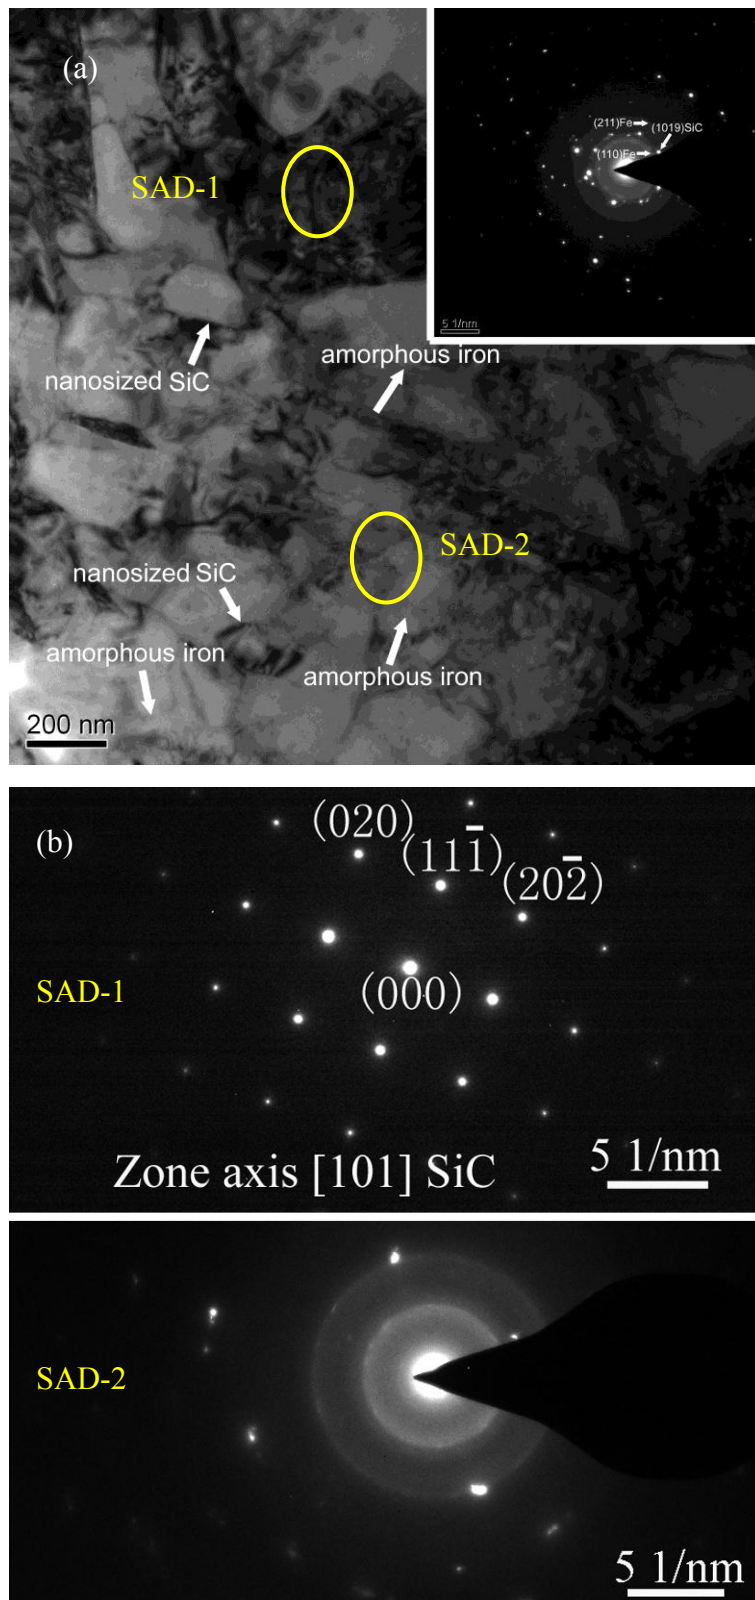 (a)
SAD-1
(211)Fe
(1019)SiC
(110)Fe
5 1/nm
nanosized SiC
amorphous iron
SAD-2
nanosized SiC
amorphous iron
amorphous iron
200 nm
(b)
(020)
(111̅)
(202̅)
SAD-1
(000)
Zone axis [101] SiC
5 1/nm
SAD-2
5 1/nm